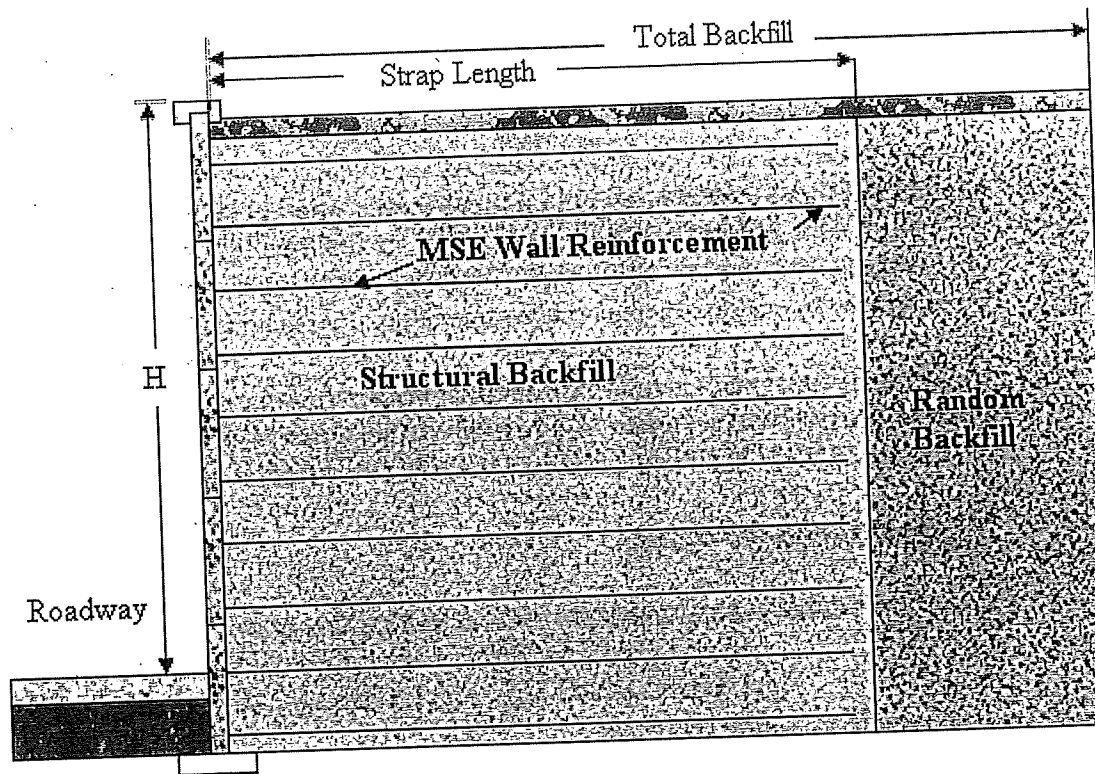 Total Backfill
Strap Length
MSE Wall Reinforcement
H
Structural Backfill
Random
Backfill
Roadway